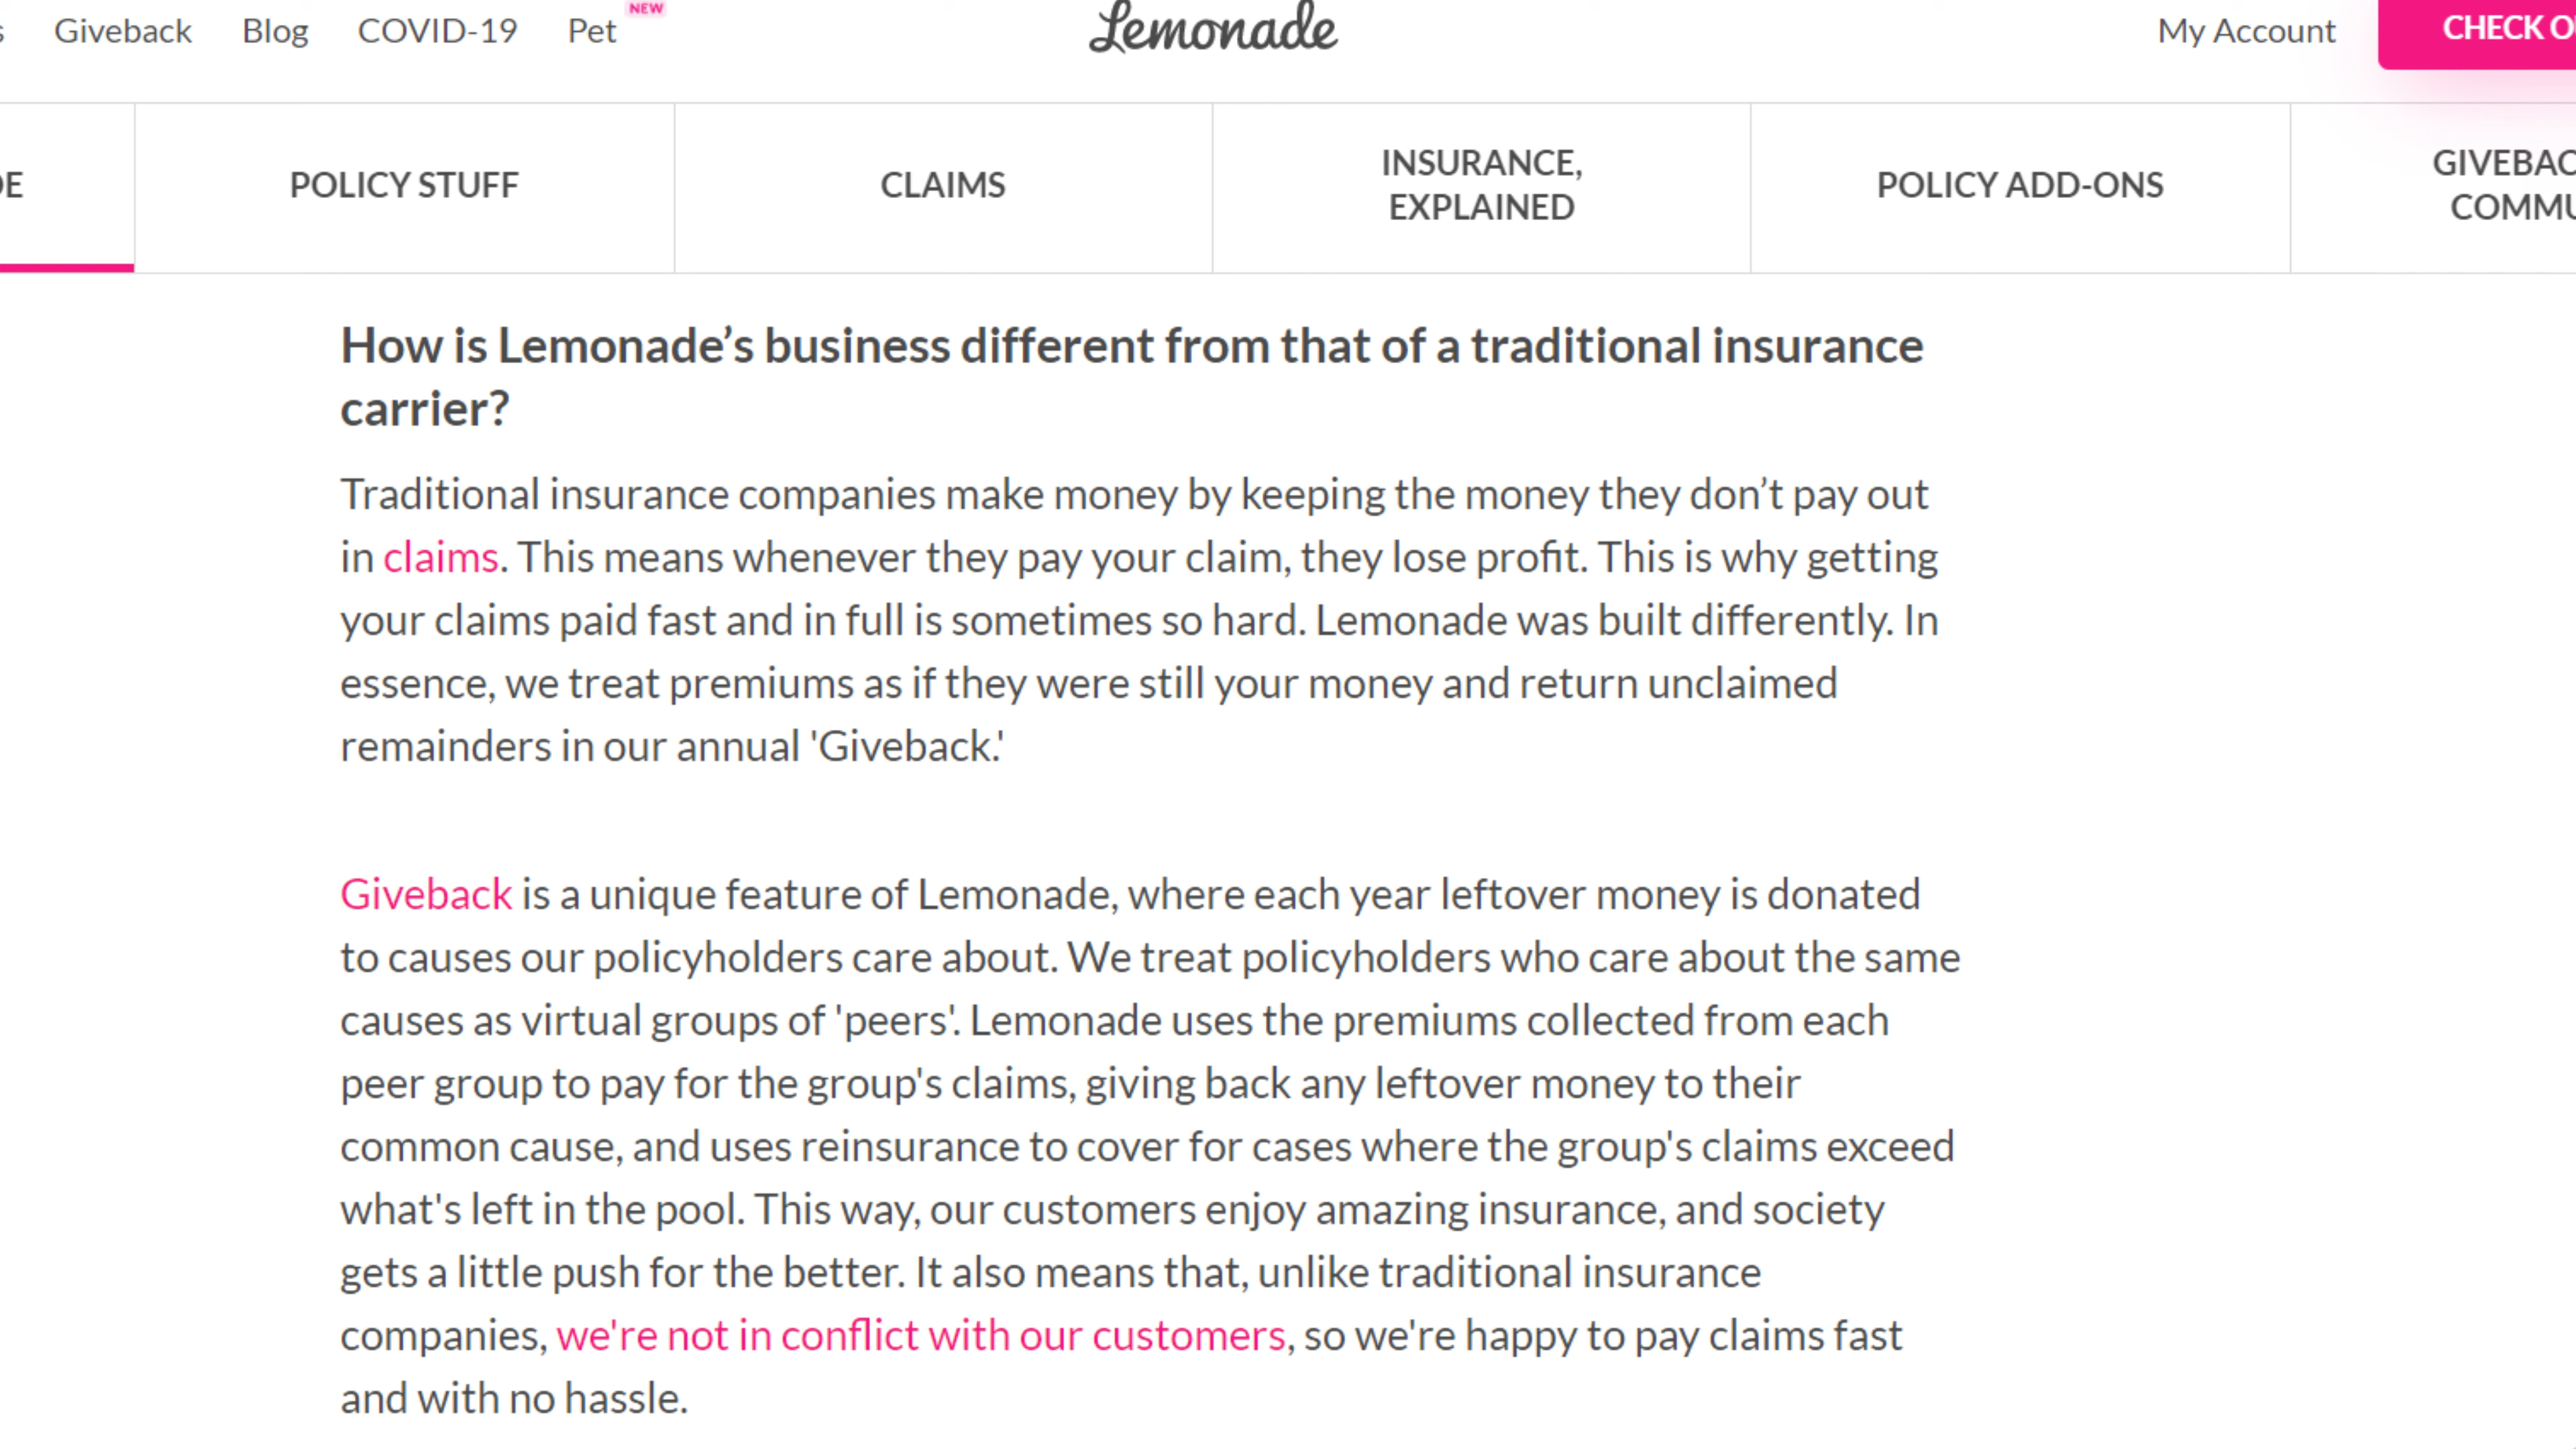 Giveback Blog COVID-19 Pet NEW Lemonade My Account CHECK
POLICY STUFF CLAIMS INSURANCE, EXPLAINED POLICY ADD-ONS
How is Lemonade’s business different from that of a traditional insurance
carrier?
Traditional insurance companies make money by keeping the money they don’t pay out
in claims. This means whenever they pay your claim, they lose profit. This is why getting
your claims paid fast and in full is sometimes so hard. Lemonade was built differently. In
essence, we treat premiums as if they were still your money and return unclaimed
remainders in our annual 'Giveback.'
Giveback is a unique feature of Lemonade, where each year leftover money is donated
to causes our policyholders care about. We treat policyholders who care about the same
causes as virtual groups of 'peers'. Lemonade uses the premiums collected from each
peer group to pay for the group's claims, giving back any leftover money to their
common cause, and uses reinsurance to cover for cases where the group's claims exceed
what's left in the pool. This way, our customers enjoy amazing insurance, and society
gets a little push for the better. It also means that, unlike traditional insurance
companies, we're not in conflict with our customers, so we're happy to pay claims fast
and with no hassle.